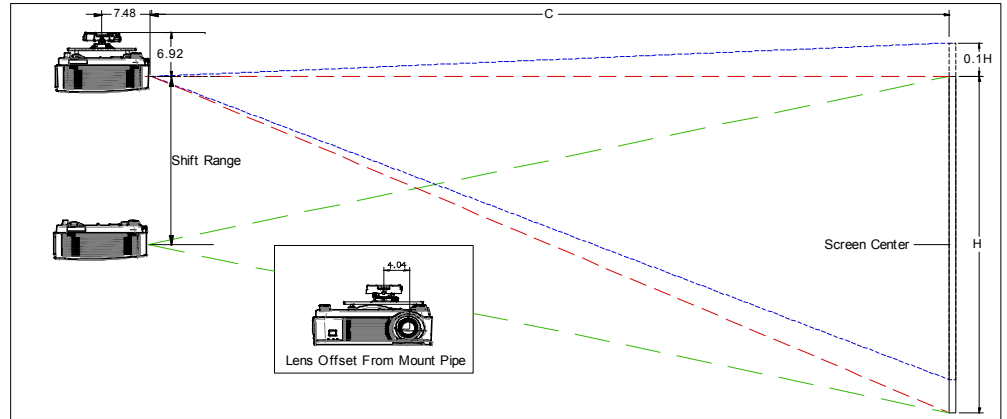 7.48
C
6.92
0.1H
Shift Range
Screen Center
H
4.04
Lens Offset From Mount Pipe